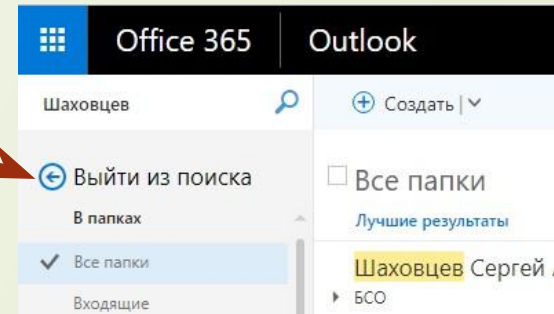 Office 365 Outlook
Шаховцев
Создать
Выйти из поиска
В папках
Все папки
Входящие
Все папки
Лучшие результаты
Шаховцев Сергей
БСО